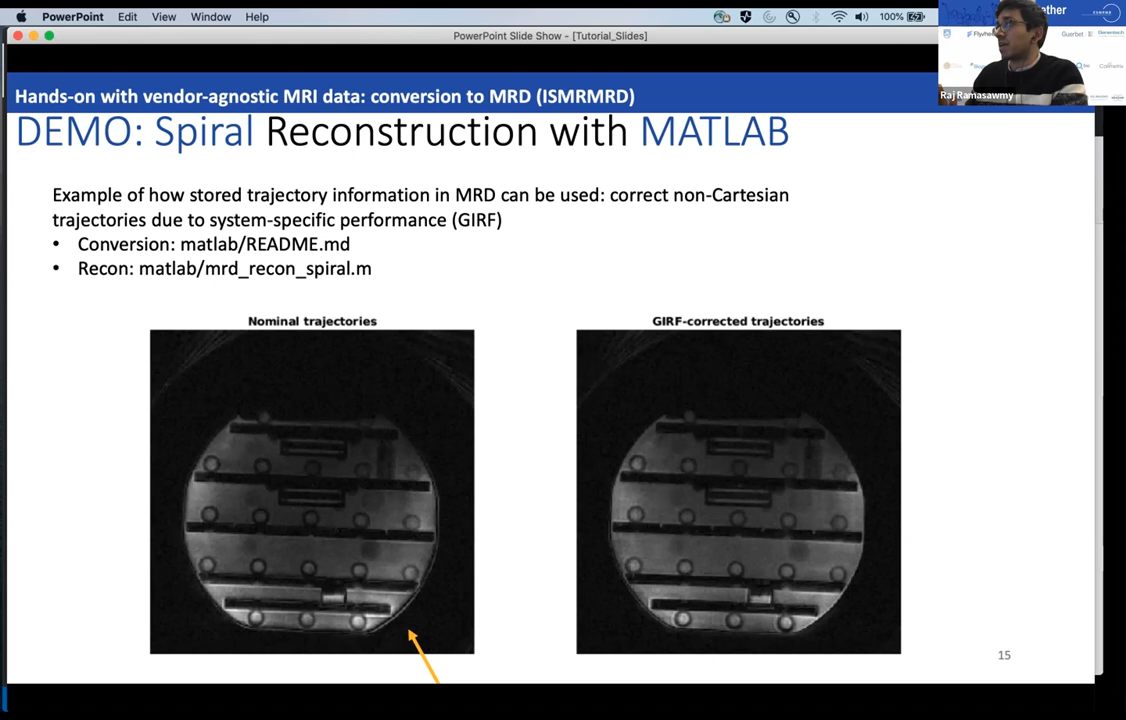 PowerPoint Edit View Window Help 100%
ether
PowerPoint Slide Show - [Tutorial_Slides]
Guerbet
Raj Ramasawmy
Hands-on with vendor-agnostic MRI data: conversion to MRD (ISMRMRD)
DEMO: Spiral Reconstruction with MATLAB
Example of how stored trajectory information in MRD can be used: correct non-Cartesian
trajectories due to system-specific performance (GIRF)
• Conversion: matlab/README.md
• Recon: matlab/mrd_recon_spiral.m
Nominal trajectories GIRF-corrected trajectories
15